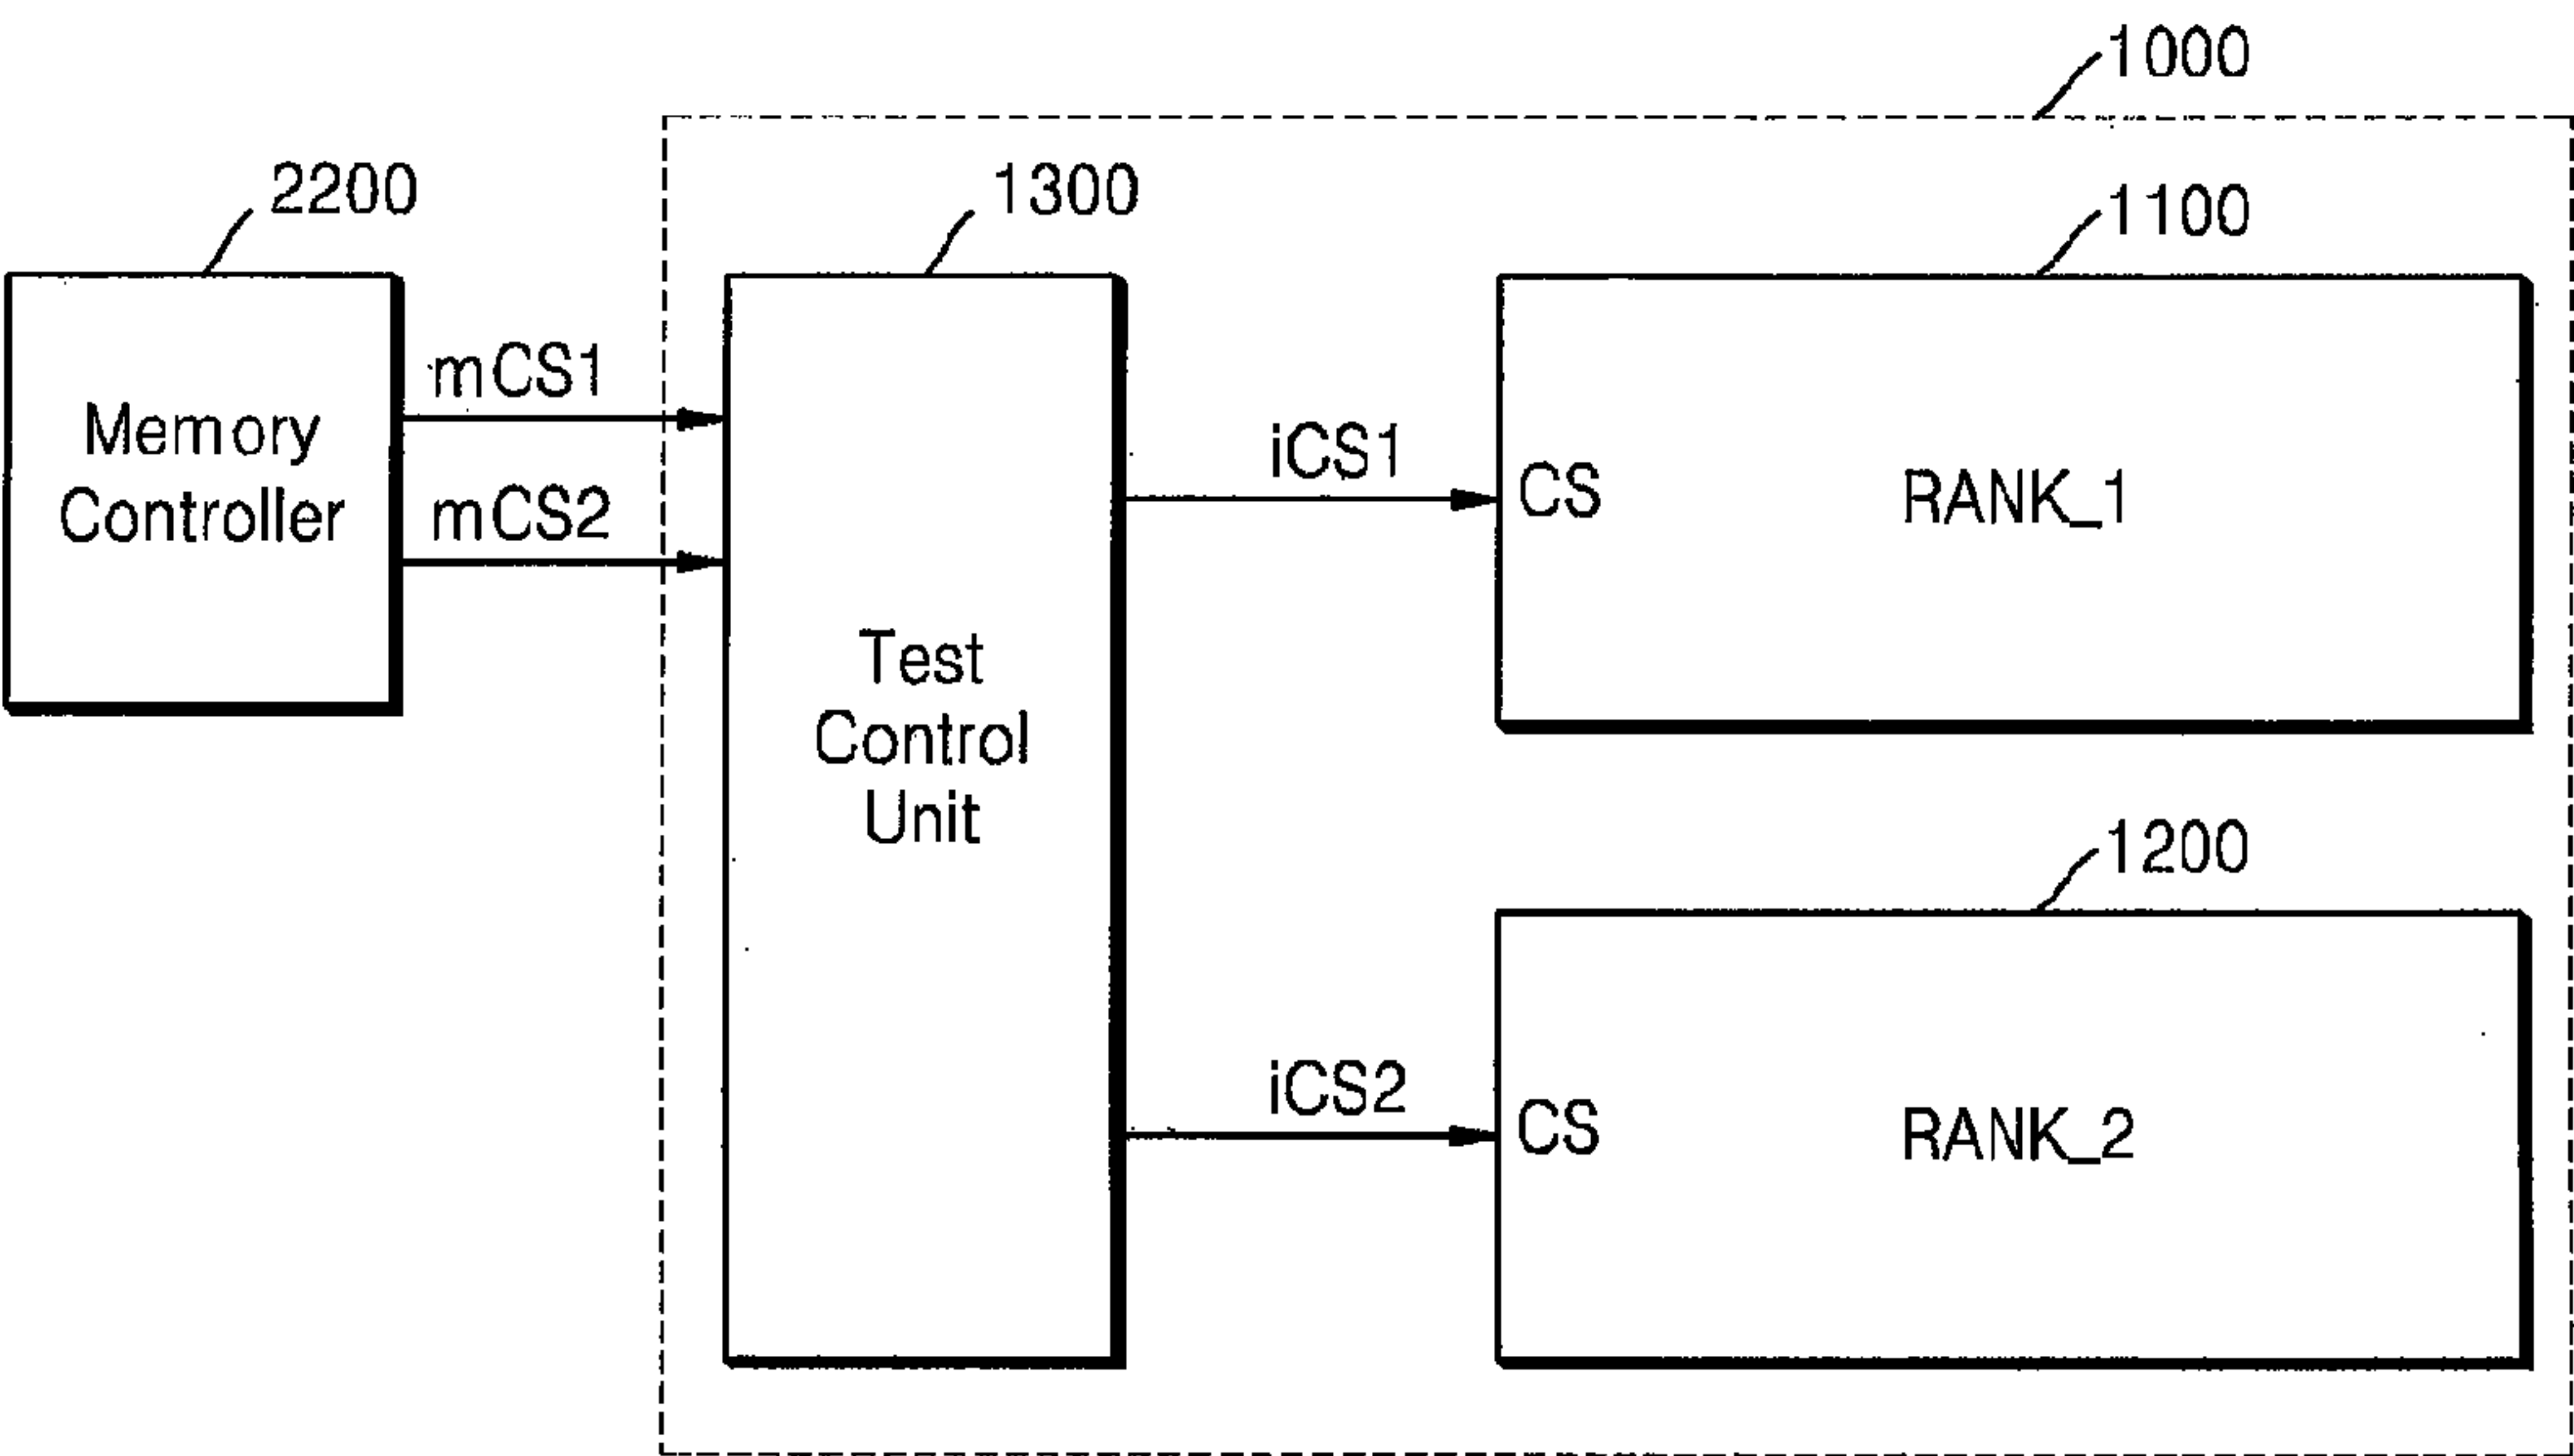 1000
2200
1300
1100
mCS1
Memory
Controller
mCS2
iCS1
CS
RANK_1
Test
Control
Unit
1200
iCS2
CS
RANK_2